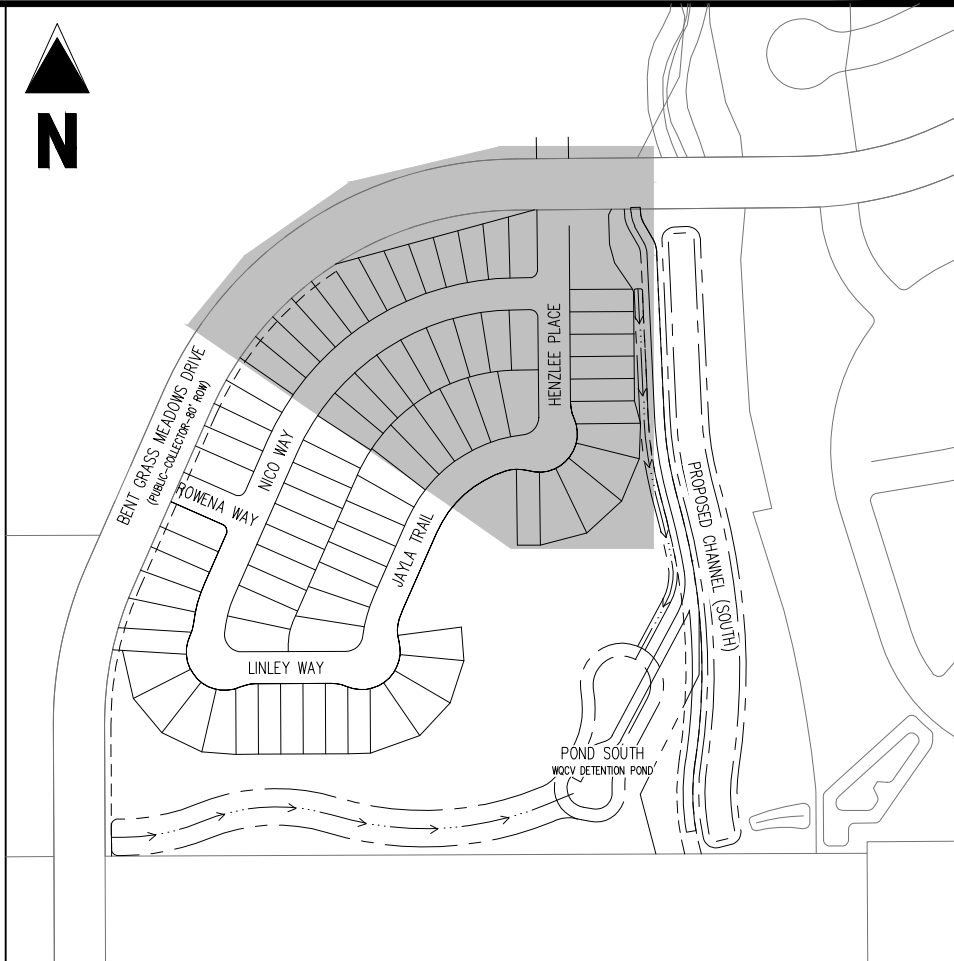 N
HENZLEE PLACE
BENT GRASS MEADOWS DRIVE
(PUBLIC-COLLECTOR-80' ROW)
NICO WAY
ROWENA WAY
JAYLA TRAIL
PROPOSED CHANNEL (SOUTH)
LINLEY WAY
POND SOUTH
WQCV DETENTION POND